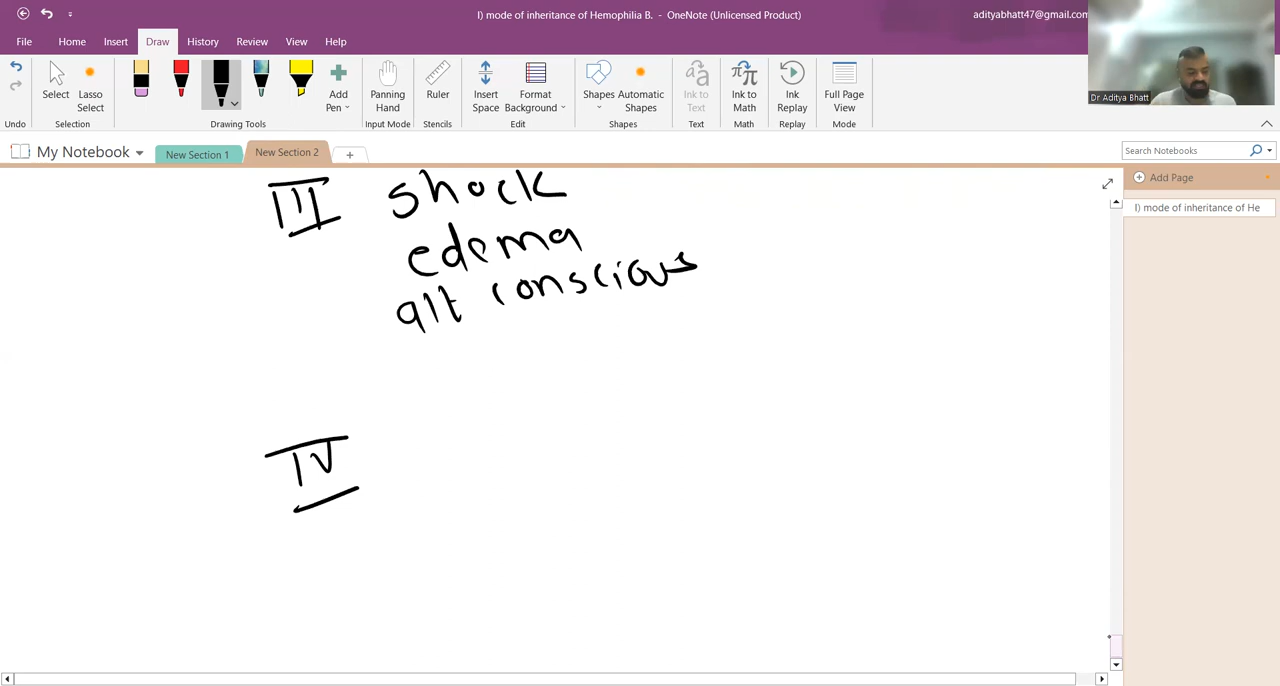 I) mode of inheritance of Hemophilia B. - OneNote (Unlicensed Product)
adityabhatt47@gmail.com
File Home Insert Draw History Review View Help
Select
Lasso Select
Add Pen
Panning Hand
Ruler
Insert Space
Format Background
Shapes
Automatic Shapes
Ink to Text
Ink to Math
Ink Replay
Full Page View
Dr Aditya Bhatt
Undo Selection Drawing Tools Input Mode Stencils Edit Shapes Text Math Replay Mode
My Notebook New Section 1 New Section 2
Search Notebooks
Add Page
I) mode of inheritance of He
III shock
edema
alt conscious
IV